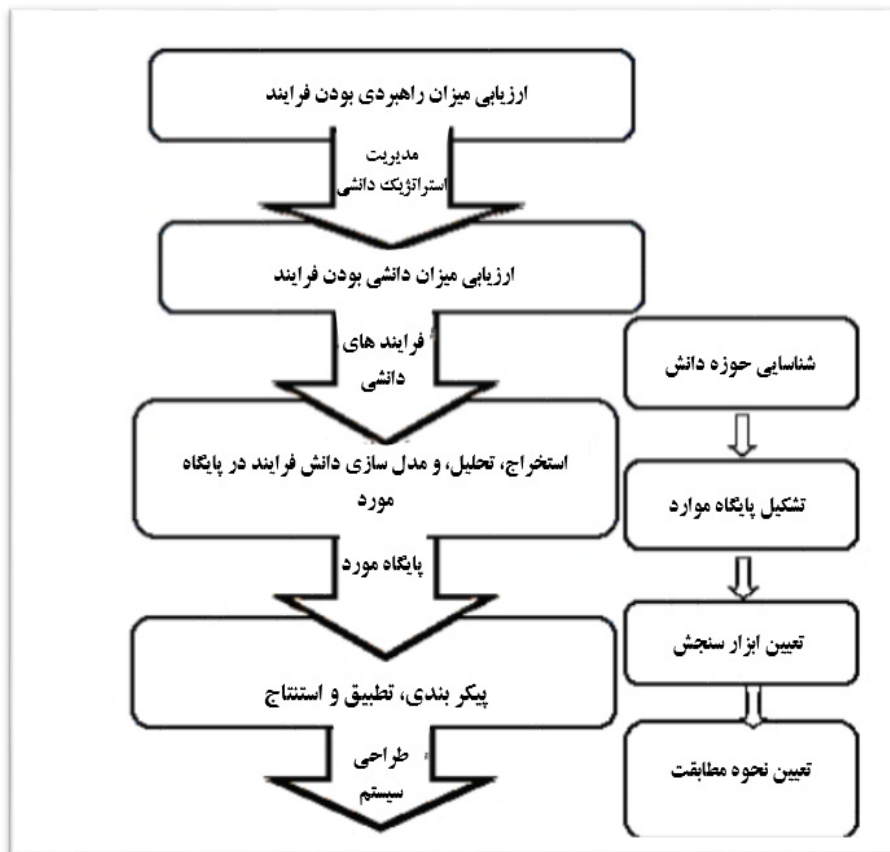 ارزیابی میزان راهبردی بودن فرایند
مدیریت
استراتژیک دانشی
ارزیابی میزان دانشی بودن فرایند
فرایند های
دانشی
استخراج، تحلیل، و مدل سازی دانش فرایند در پایگاه
مورد
پایگاه مورد
پیکر بندی، تطبیق و استنتاج
طراحی
سیستم
شناسایی حوزه دانش
تشکیل پایگاه موارد
تعیین ابزار سنجش
تعیین نحوه مطابقت